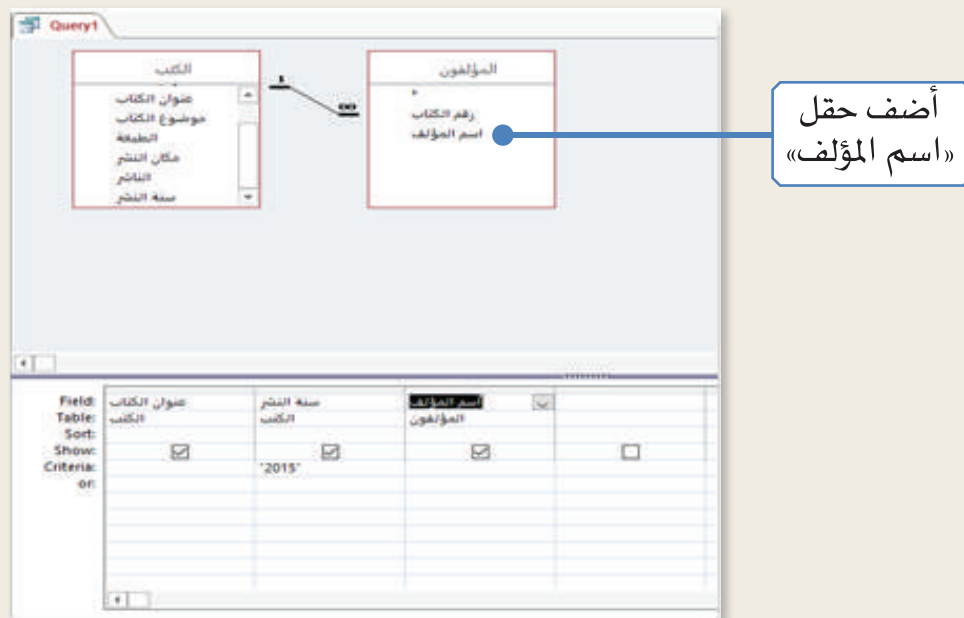 Query1
الكتب
عنوان الكتاب
موضوع الكتاب
الطبعة
مكان النشر
الناشر
سنة النشر
1
∞
المؤلفون
*
رقم الكتاب
اسم المؤلف
أضف حقل
«اسم المؤلف»
Field: عنوان الكتاب سنة النشر اسم المؤلف
Table: الكتب الكتب المؤلفون
Sort:
Show:
Criteria: "2015"
or: